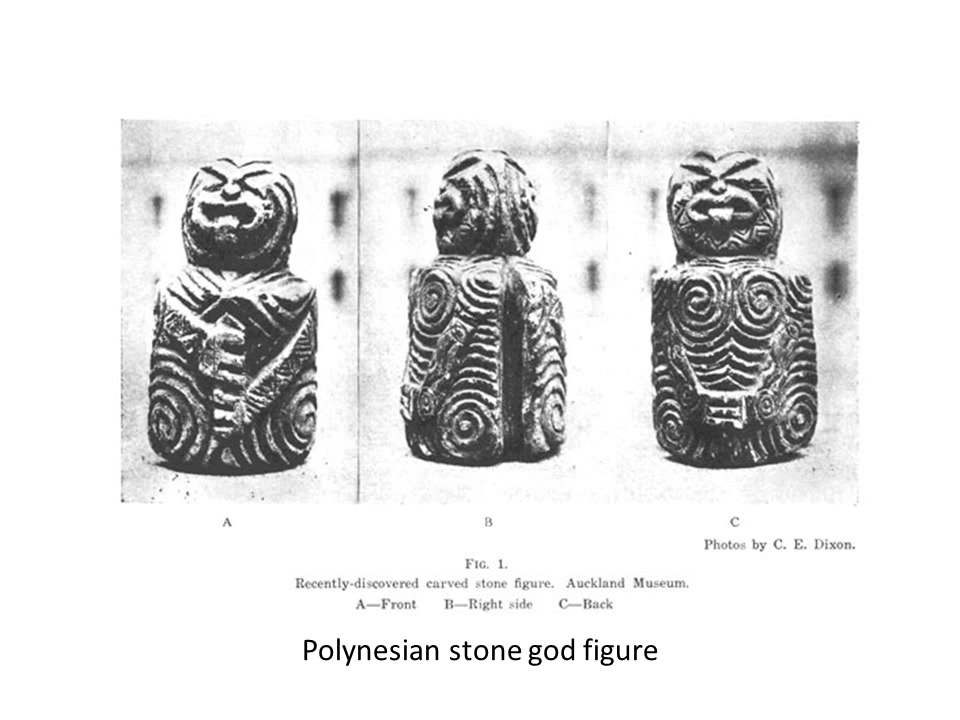 A B C
Photos by C. E. Dixon.
FIG. 1.
Recently-discovered carved stone figure. Auckland Museum.
A—Front B—Right side C—Back
Polynesian stone god figure